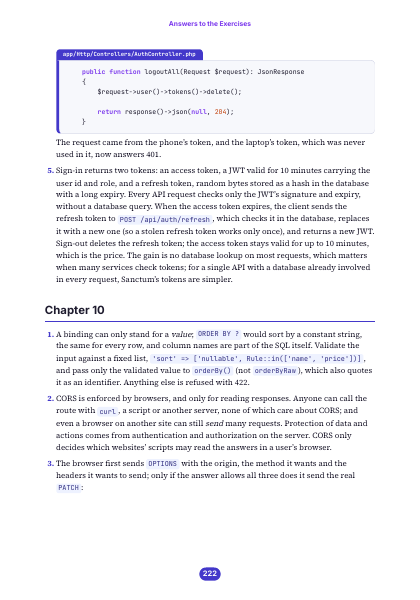 Answers to the Exercises
app/Http/Controllers/AuthController.php
public function logoutAll(Request $request): JsonResponse
{
$request->user()->tokens()->delete();
return response()->json(null, 204);
}
The request came from the phone's token, and the laptop's token, which was never
used in it, now answers 401.
5. Sign-in returns two tokens: an access token, a JWT valid for 10 minutes carrying the
user id and role, and a refresh token, random bytes stored as a hash in the database
with a long expiry. Every API request checks only the JWT's signature and expiry,
without a database query. When the access token expires, the client sends the
refresh token to POST /api/auth/refresh, which checks it in the database, replaces
it with a new one (so a stolen refresh token works only once), and returns a new JWT.
Sign-out deletes the refresh token; the access token stays valid for up to 10 minutes,
which is the price. The gain is no database lookup on most requests, which matters
when many services check tokens; for a single API with a database already involved
in every request, Sanctum's tokens are simpler.
Chapter 10
1. A binding can only stand for a value; ORDER BY ? would sort by a constant string,
the same for every row, and column names are part of the SQL itself. Validate the
input against a fixed list, 'sort' => ['nullable', Rule::in(['name', 'price'])],
and pass only the validated value to orderBy() (not orderByRaw), which also quotes
it as an identifier. Anything else is refused with 422.
2. CORS is enforced by browsers, and only for reading responses. Anyone can call the
route with curl, a script or another server, none of which care about CORS; and
even a browser on another site can still send many requests. Protection of data and
actions comes from authentication and authorization on the server. CORS only
decides which websites' scripts may read the answers in a user's browser.
3. The browser first sends OPTIONS with the origin, the method it wants and the
headers it wants to send; only if the answer allows all three does it send the real
PATCH:
222